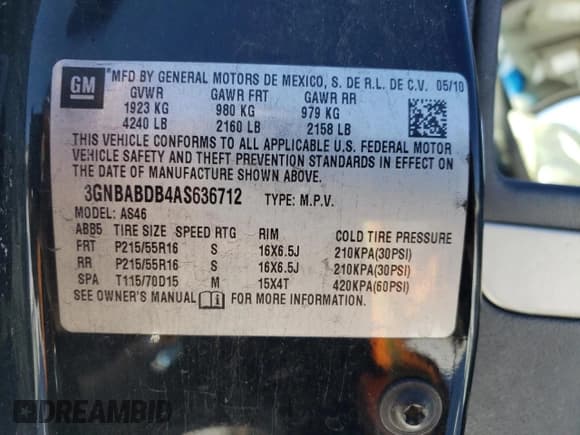 GM
*MFD BY GENERAL MOTORS DE MEXICO, S. DE R.L. DE C.V. 05/10
GVWR GAWR FRT GAWR RR
1923 KG 980 KG 979 KG
4240 LB 2160 LB 2158 LB
THIS VEHICLE CONFORMS TO ALL APPLICABLE U.S. FEDERAL MOTOR
VEHICLE SAFETY AND THEFT PREVENTION STANDARDS IN EFFECT ON
THE DATE OF MANUFACTURE SHOWN ABOVE.
3GNBABDB4AS636712 TYPE: M.P.V.
MODEL: AS46
ABB5 TIRE SIZE SPEED RTG RIM COLD TIRE PRESSURE
FRT P215/55R16 S 16X6.5J 210KPA(30PSI)
RR P215/55R16 S 16X6.5J 210KPA(30PSI)
SPA T115/70D15 M 15X4T 420KPA(60PSI)
SEE OWNER'S MANUAL FOR MORE INFORMATION
DREAMBID